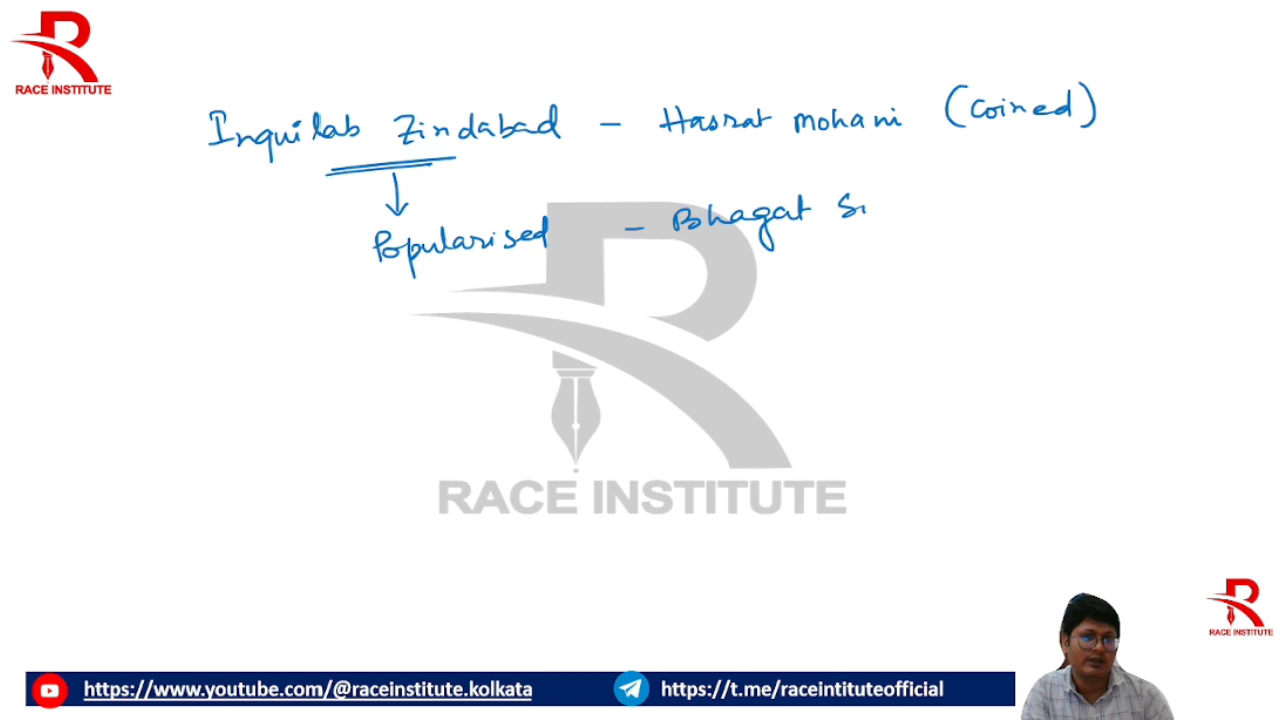 RACE INSTITUTE
Inquilab Zindabad – Hasrat mohani (coined)
Popularised – Bhagat S
RACE INSTITUTE
RACE INSTITUTE
https://www.youtube.com/@raceinstitute.kolkata
https://t.me/raceintituteofficial